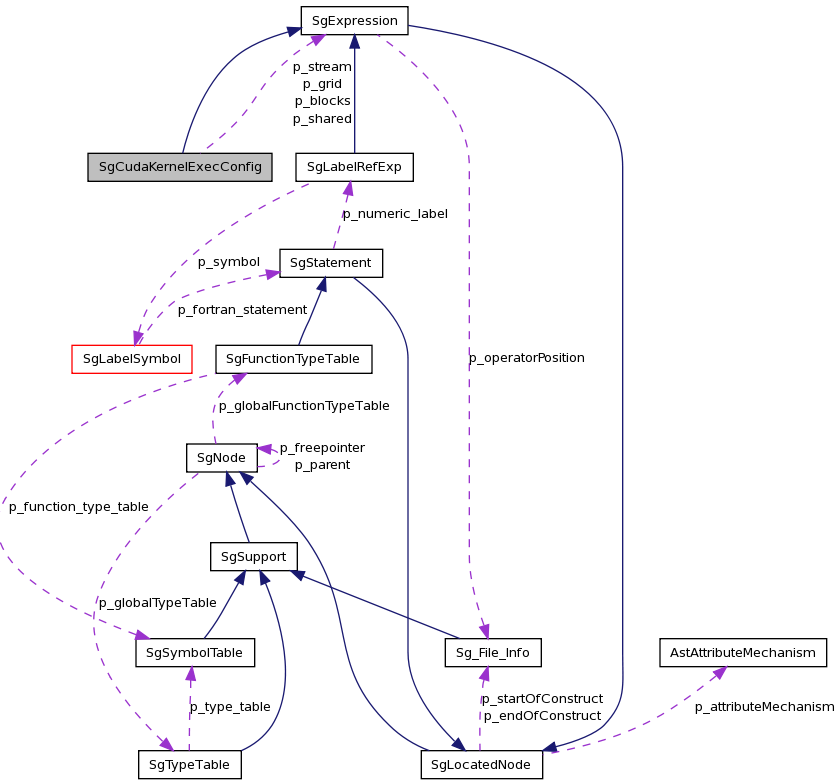 SgExpression
p_stream
p_grid
p_blocks
p_shared
SgCudaKernelExecConfig
SgLabelRefExp
p_numeric_label
p_symbol
SgStatement
p_fortran_statement
SgLabelSymbol
SgFunctionTypeTable
p_operatorPosition
p_globalFunctionTypeTable
SgNode
p_freepointer
p_parent
p_function_type_table
SgSupport
p_globalTypeTable
SgSymbolTable
Sg_File_Info
AstAttributeMechanism
p_type_table
p_startOfConstruct
p_endOfConstruct
p_attributeMechanism
SgTypeTable
SgLocatedNode